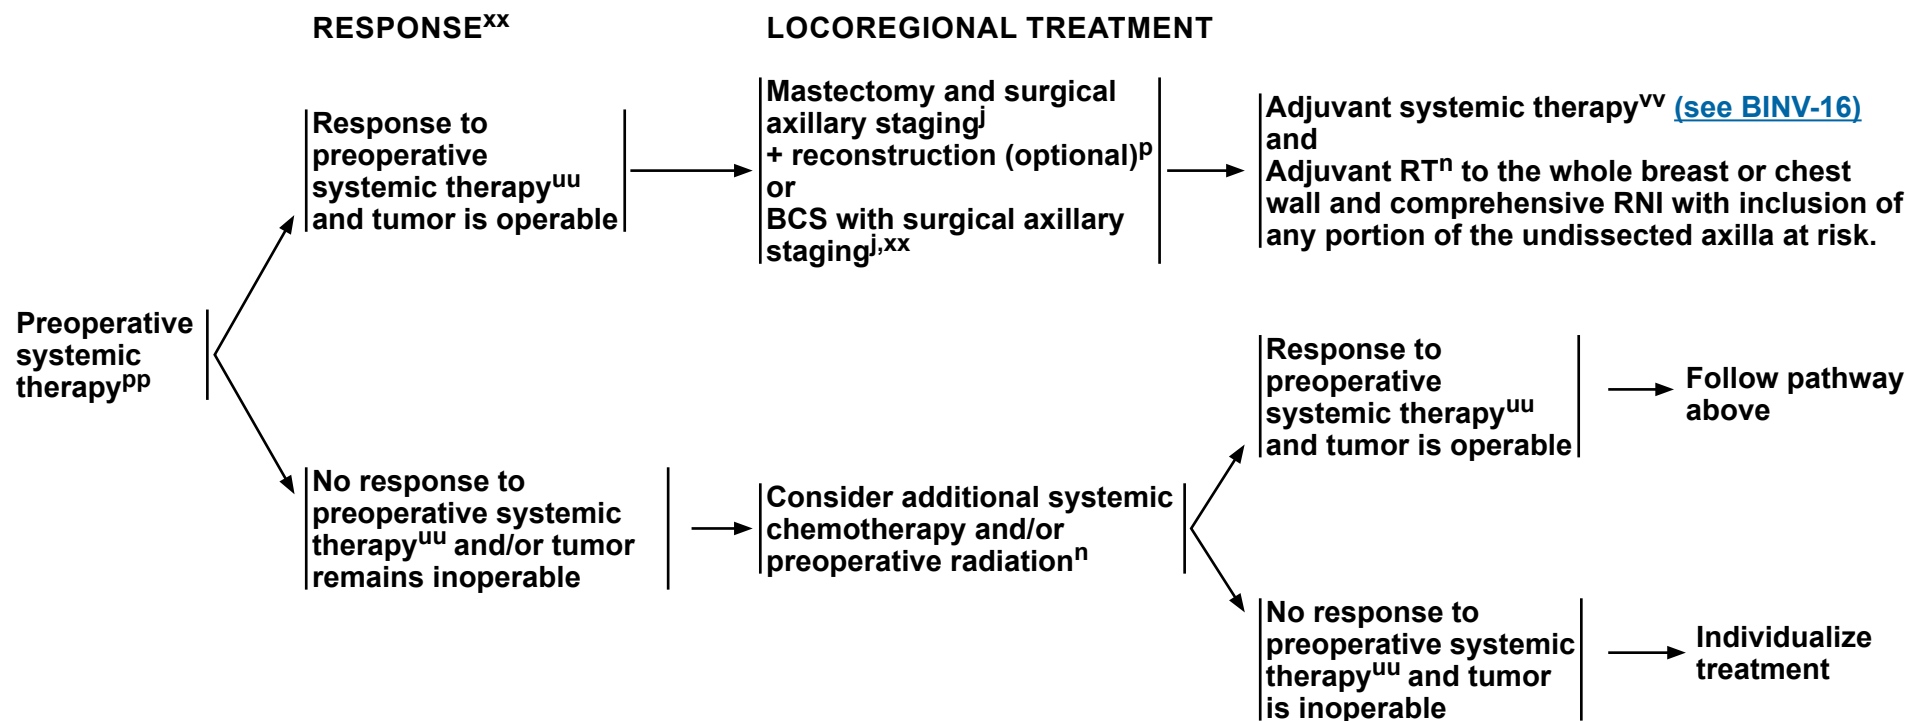 RESPONSExx
LOCOREGIONAL TREATMENT
Preoperative
systemic
therapypp
Response to
preoperative
systemic therapyuu
and tumor is operable
Mastectomy and surgical
axillary stagingj
+ reconstruction (optional)p
or
BCS with surgical axillary
stagingj,xx
Adjuvant systemic therapyvv (see BINV-16)
and
Adjuvant RTn to the whole breast or chest
wall and comprehensive RNI with inclusion of
any portion of the undissected axilla at risk.
No response to
preoperative systemic
therapyuu and/or tumor
remains inoperable
Consider additional systemic
chemotherapy and/or
preoperative radiationn
Response to
preoperative
systemic therapyuu
and tumor is operable
Follow pathway
above
No response to
preoperative systemic
therapyuu and tumor
is inoperable
Individualize
treatment